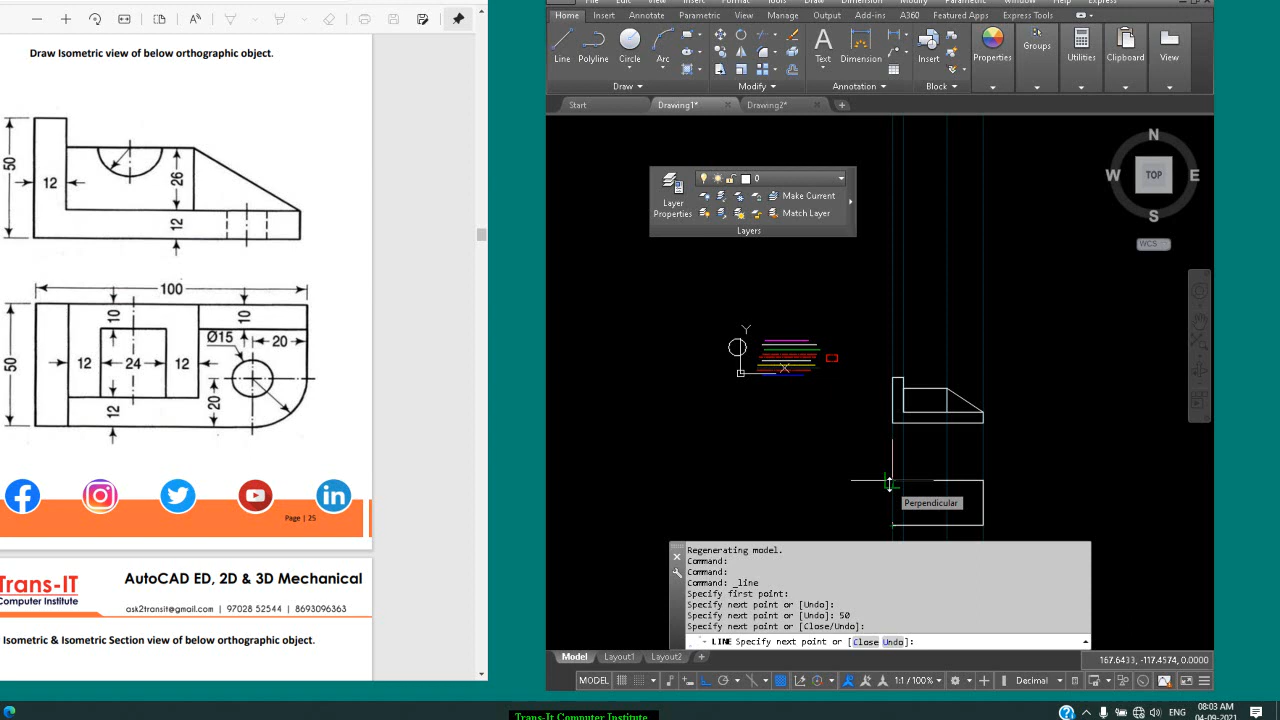 Draw Isometric view of below orthographic object.
50
12
26
12
100
50
10
10
Ø15
20
12
24
12
20
12
Page | 25
Trans-IT
Computer Institute
AutoCAD ED, 2D & 3D Mechanical
ask2transit@gmail.com | 97028 52544 | 8693096363
Isometric & Isometric Section view of below orthographic object.
Home Insert Annotate Parametric View Manage Output Add-ins A360 Featured Apps Express Tools
Line Polyline Circle Arc Text Dimension Insert Properties Groups Utilities Clipboard View
Draw Modify Annotation Block
Start Drawing1* Drawing2*
0
Layer Properties
Make Current
Match Layer
Layers
N
W TOP E
S
WCS
Y
X
Perpendicular
Regenerating model.
Command:
Command:
Command: _line
Specify first point:
Specify next point or [Undo]:
Specify next point or [Undo]: 50
Specify next point or [Close/Undo]:
LINE Specify next point or [Close Undo]:
Model Layout1 Layout2
167.6433, -117.4574, 0.0000
MODEL 1:1 / 100% Decimal
Trans-It Computer Institute
ENG 08:03 AM
04-09-2021